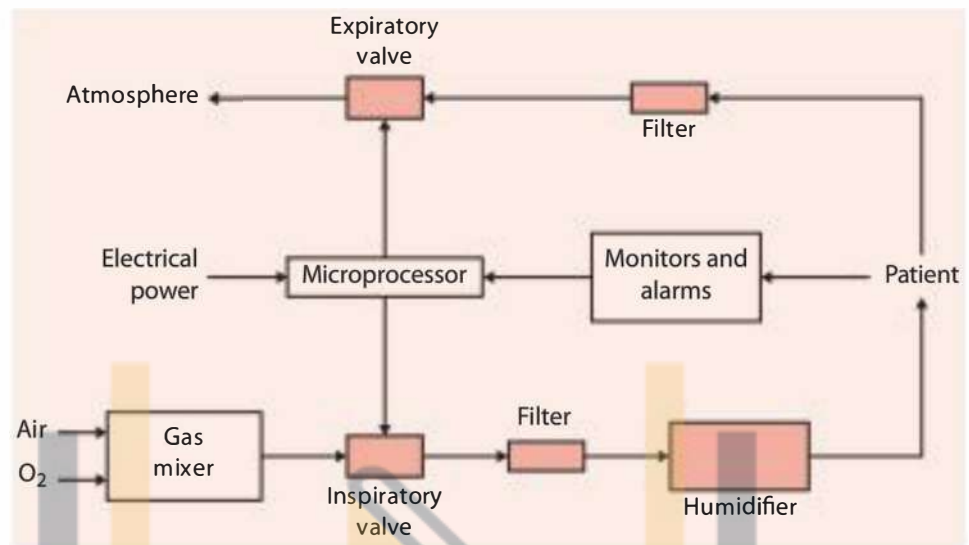 Expiratory
valve
Atmosphere
Filter
Electrical
power
Microprocessor
Monitors and
alarms
Patient
Air
O₂
Gas
mixer
Filter
Inspiratory
valve
Humidifier